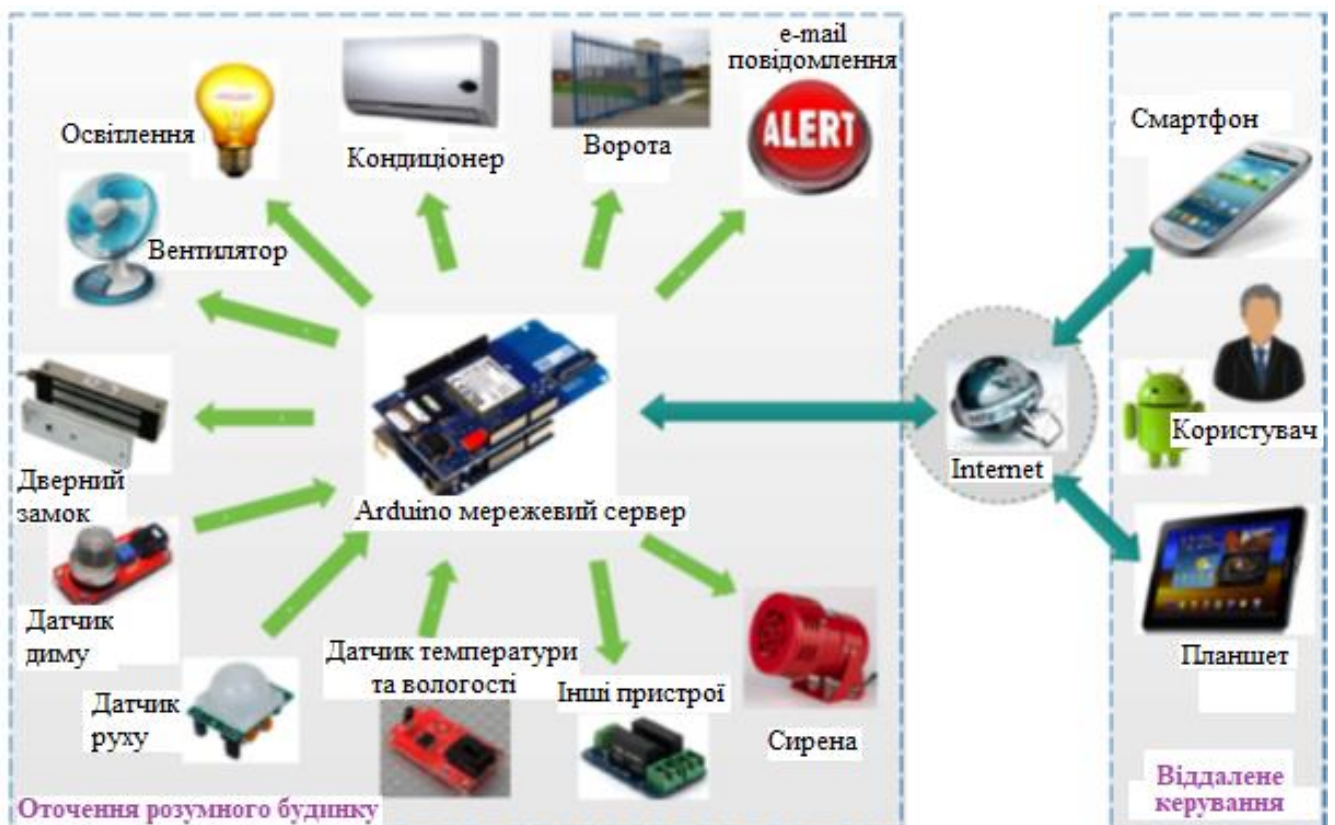 e-mail
повідомлення
ALERT
Освітлення
Кондиціонер
Ворота
Смартфон
Вентилятор
Дверний
замок
Arduino мережевий сервер
Internet
Користувач
Датчик
диму
Датчик
руху
Датчик температури
та вологості
Інші пристрої
Сирена
Планшет
Оточення розумного будинку
Віддалене
керування